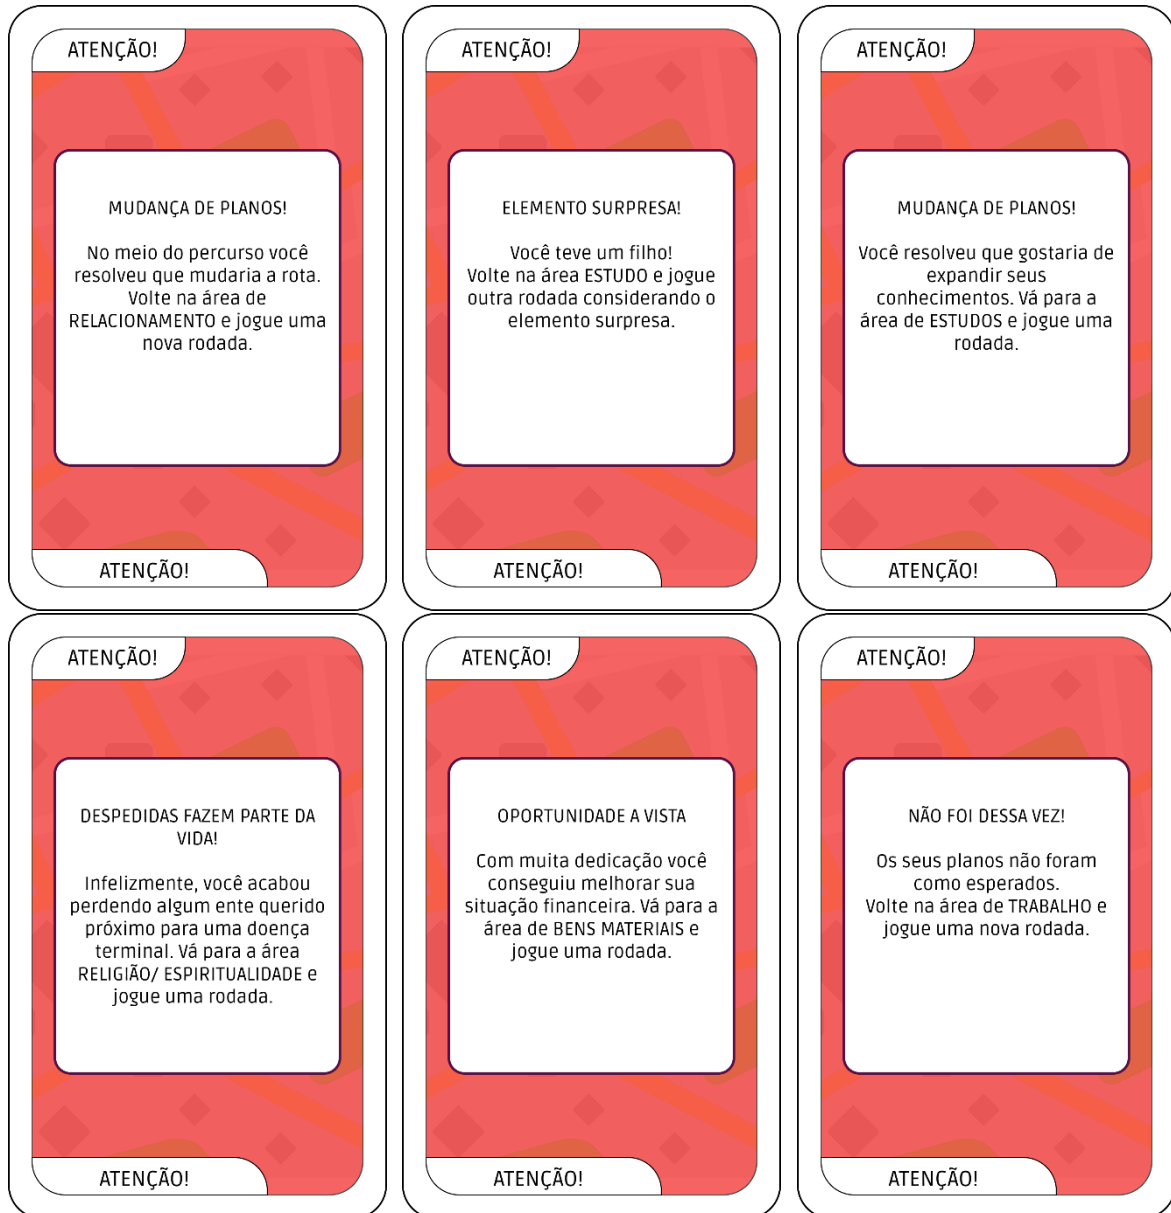 ATENÇÃO!
MUDANÇA DE PLANOS!
No meio do percurso você
resolveu que mudaria a rota.
Volte na área de
RELACIONAMENTO e jogue uma
nova rodada.
ATENÇÃO!
ATENÇÃO!
ELEMENTO SURPRESA!
Você teve um filho!
Volte na área ESTUDO e jogue
outra rodada considerando o
elemento surpresa.
ATENÇÃO!
ATENÇÃO!
MUDANÇA DE PLANOS!
Você resolveu que gostaria de
expandir seus
conhecimentos. Vá para a
área de ESTUDOS e jogue uma
rodada.
ATENÇÃO!
ATENÇÃO!
DESPEDIDAS FAZEM PARTE DA
VIDA!
Infelizmente, você acabou
perdendo algum ente querido
próximo para uma doença
terminal. Vá para a área
RELIGIÃO/ ESPIRITUALIDADE e
jogue uma rodada.
ATENÇÃO!
ATENÇÃO!
OPORTUNIDADE A VISTA
Com muita dedicação você
conseguiu melhorar sua
situação financeira. Vá para a
área de BENS MATERIAIS e
jogue uma rodada.
ATENÇÃO!
ATENÇÃO!
NÃO FOI DESSA VEZ!
Os seus planos não foram
como esperados.
Volte na área de TRABALHO e
jogue uma nova rodada.
ATENÇÃO!